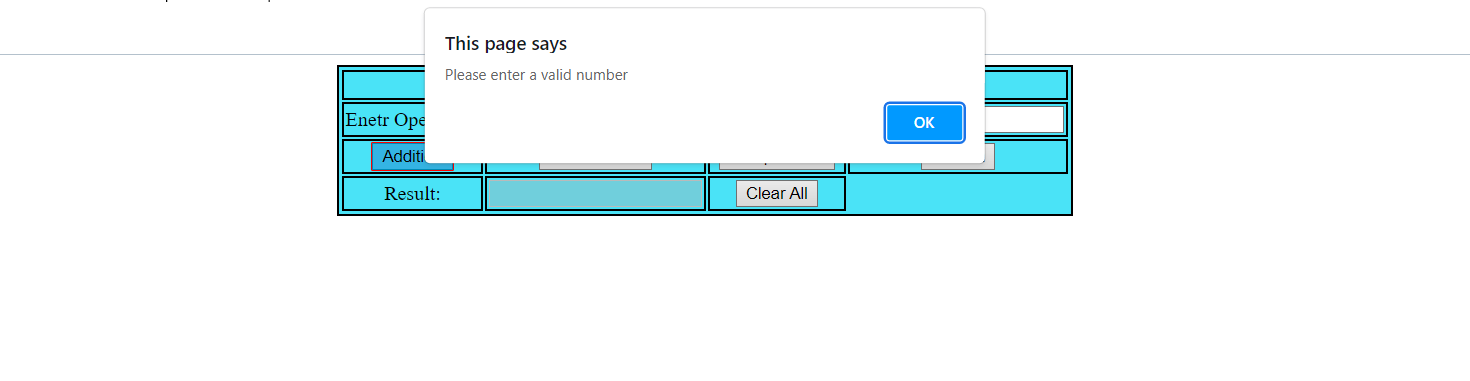 This page says
Please enter a valid number
OK
Enetr Ope
Additi
Result:
Clear All